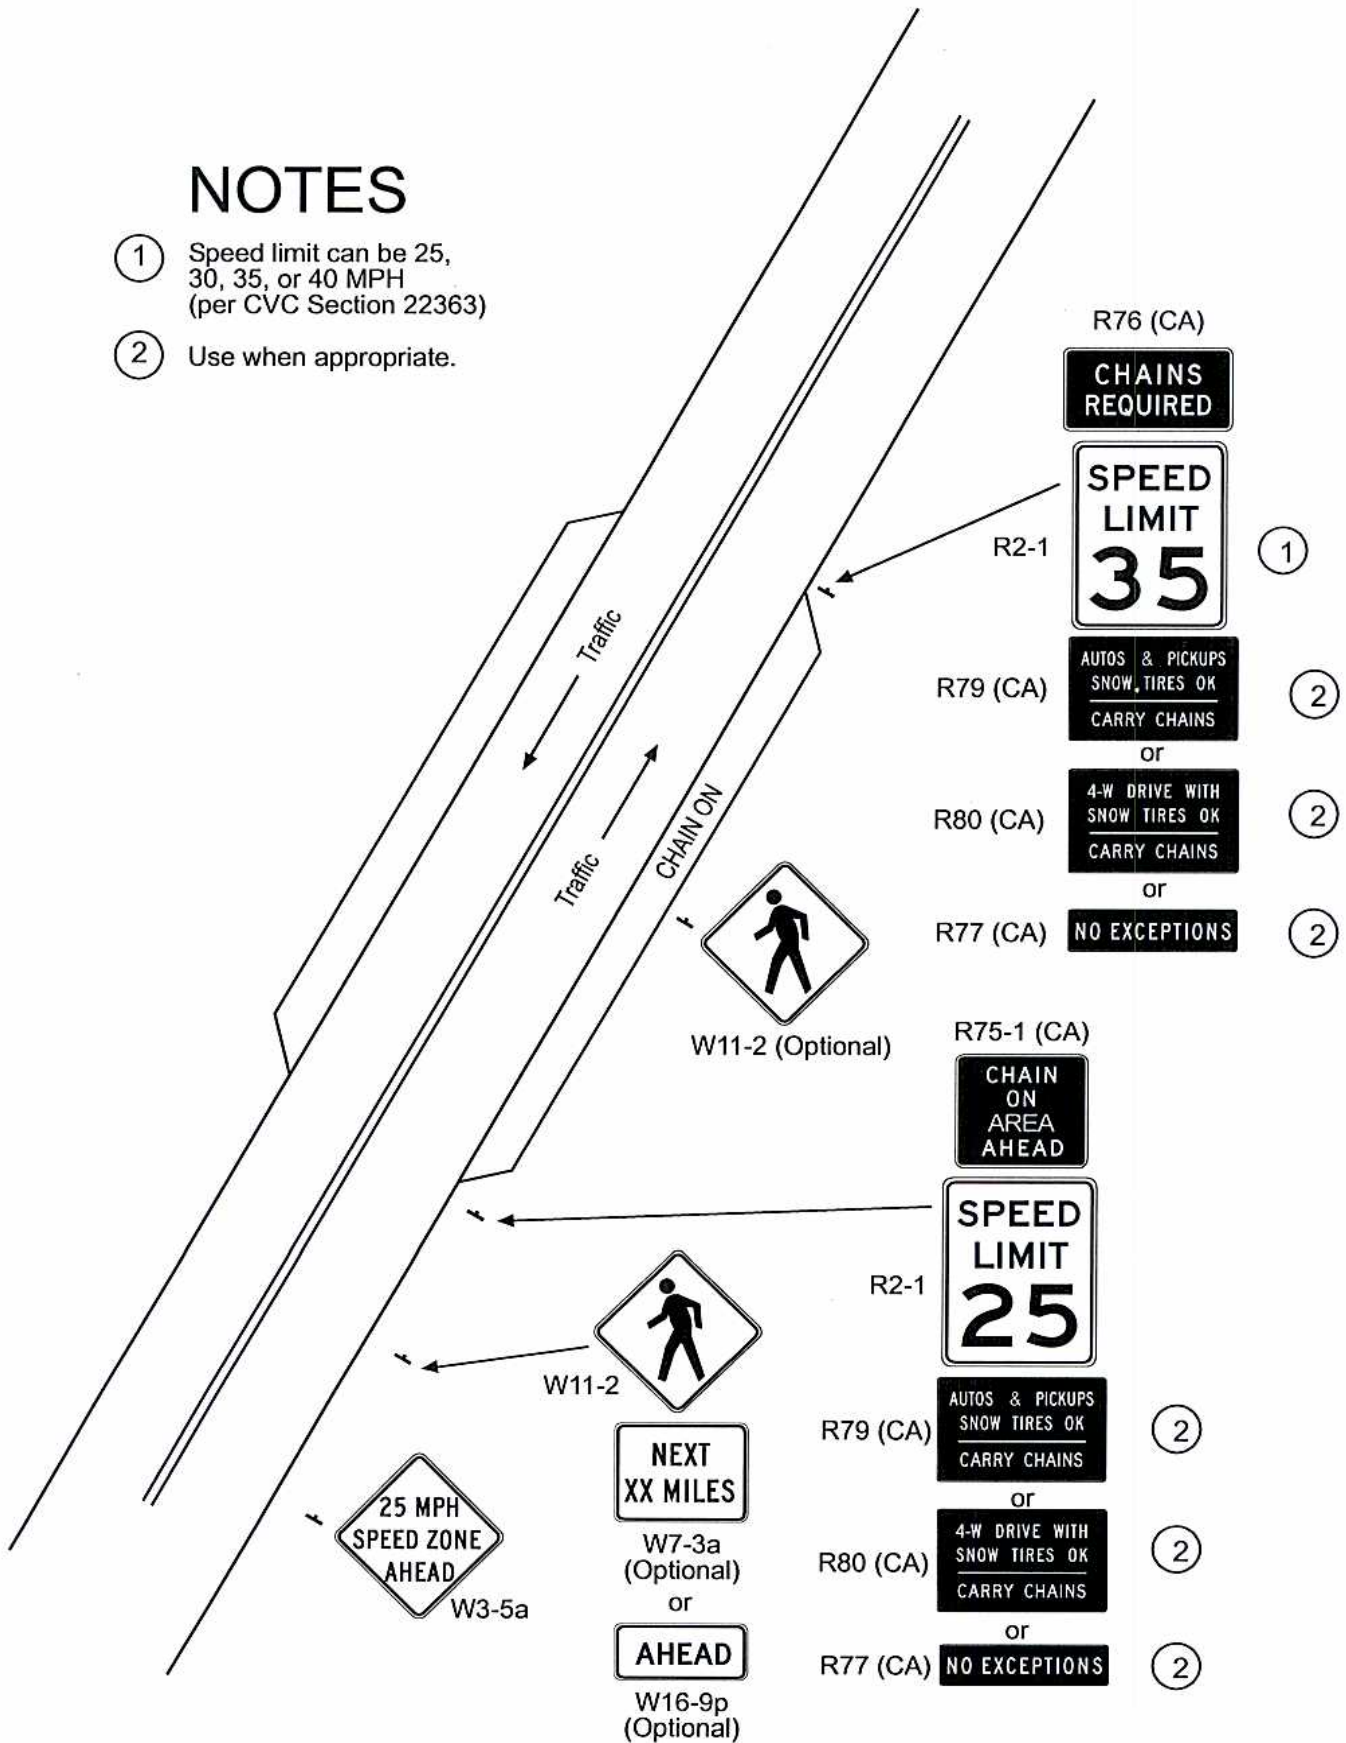 NOTES
1 Speed limit can be 25,
30, 35, or 40 MPH
(per CVC Section 22363)
2 Use when appropriate.
R76 (CA)
CHAINS
REQUIRED
SPEED
LIMIT
35
R2-1
1
AUTOS & PICKUPS
SNOW TIRES OK
CARRY CHAINS
R79 (CA)
2
or
4-W DRIVE WITH
SNOW TIRES OK
CARRY CHAINS
R80 (CA)
2
or
R77 (CA)
NO EXCEPTIONS
2
Traffic
Traffic
CHAIN ON
W11-2 (Optional)
R75-1 (CA)
CHAIN
ON
AREA
AHEAD
SPEED
LIMIT
25
R2-1
AUTOS & PICKUPS
SNOW TIRES OK
CARRY CHAINS
R79 (CA)
2
or
4-W DRIVE WITH
SNOW TIRES OK
CARRY CHAINS
R80 (CA)
2
or
R77 (CA)
NO EXCEPTIONS
2
W11-2
NEXT
XX MILES
W7-3a
(Optional)
or
AHEAD
W16-9p
(Optional)
25 MPH
SPEED ZONE
AHEAD
W3-5a